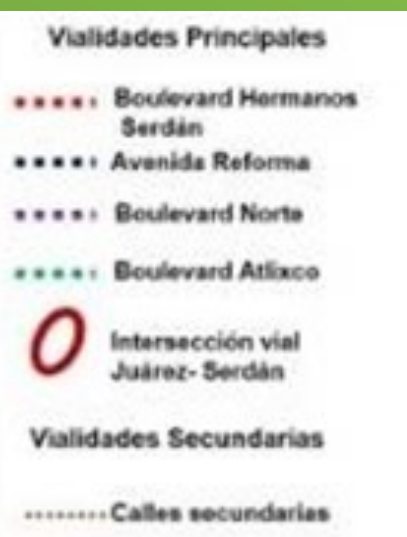 Vialidades Principales
Boulevard Hermanos
Serdán
Avenida Reforma
Boulevard Norte
Boulevard Atlixco
Intersección vial
Juárez- Serdán
Vialidades Secundarias
Calles secundarias